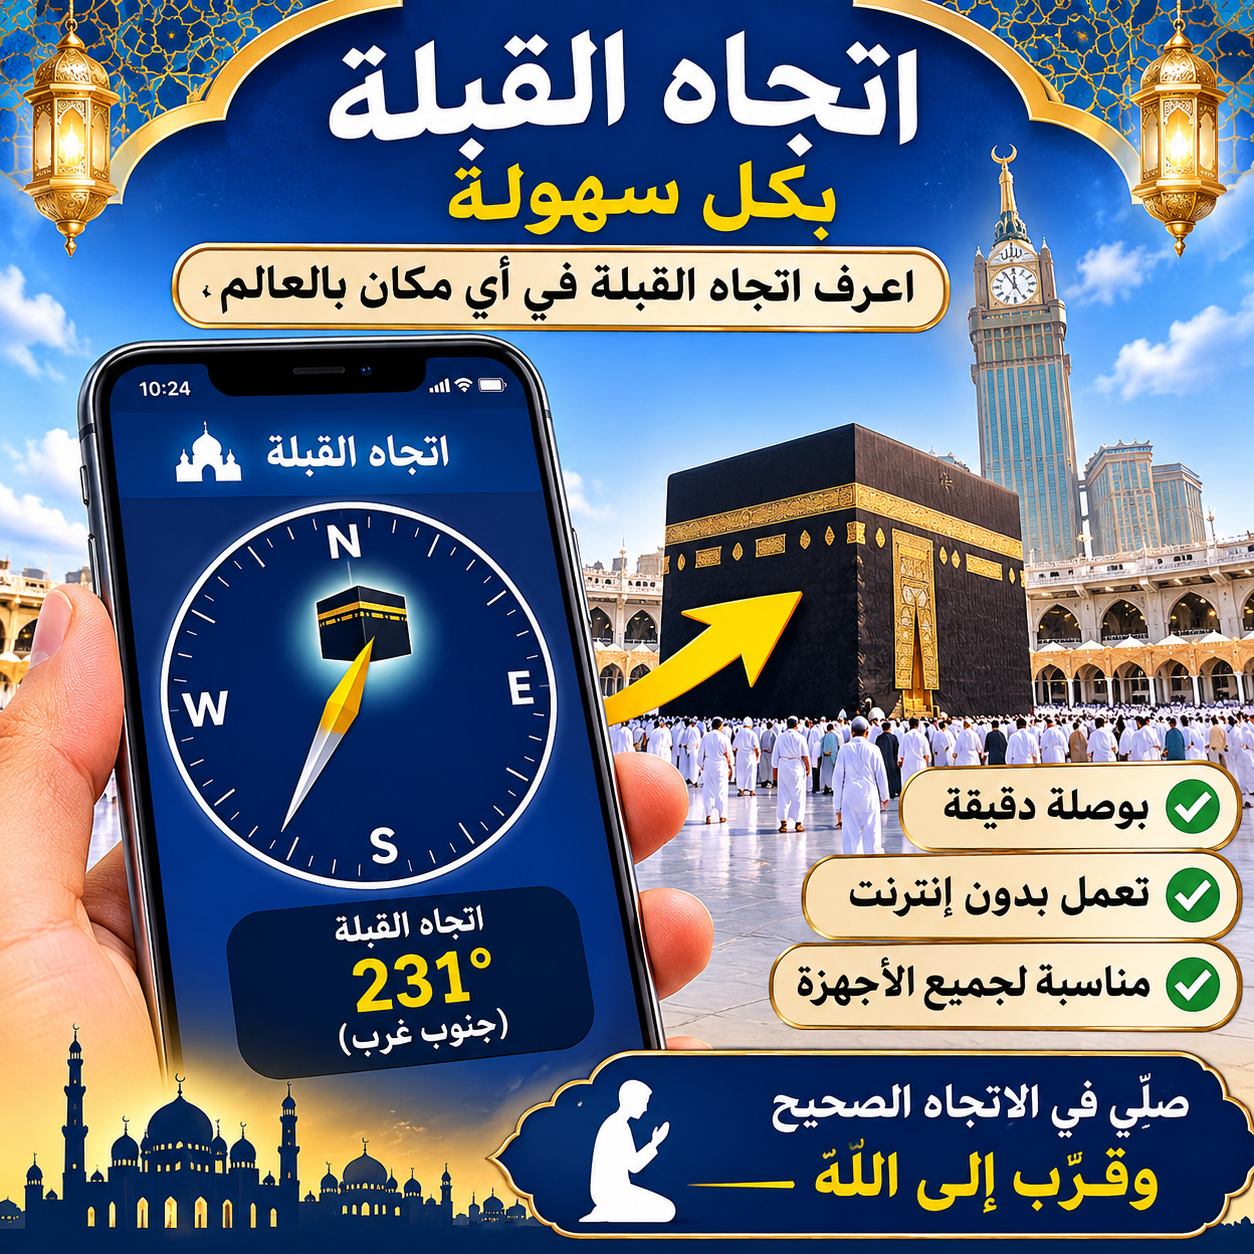 اتجاه القبلة
بكل سهولة
اعرف اتجاه القبلة في أي مكان بالعالم
10:24
اتجاه القبلة
N
W
E
S
اتجاه القبلة
231°
(جنوب غرب)
بوصلة دقيقة
تعمل بدون إنترنت
مناسبة لجميع الأجهزة
صلِّي في الاتجاه الصحيح
وقرّب إلى اللّهّ